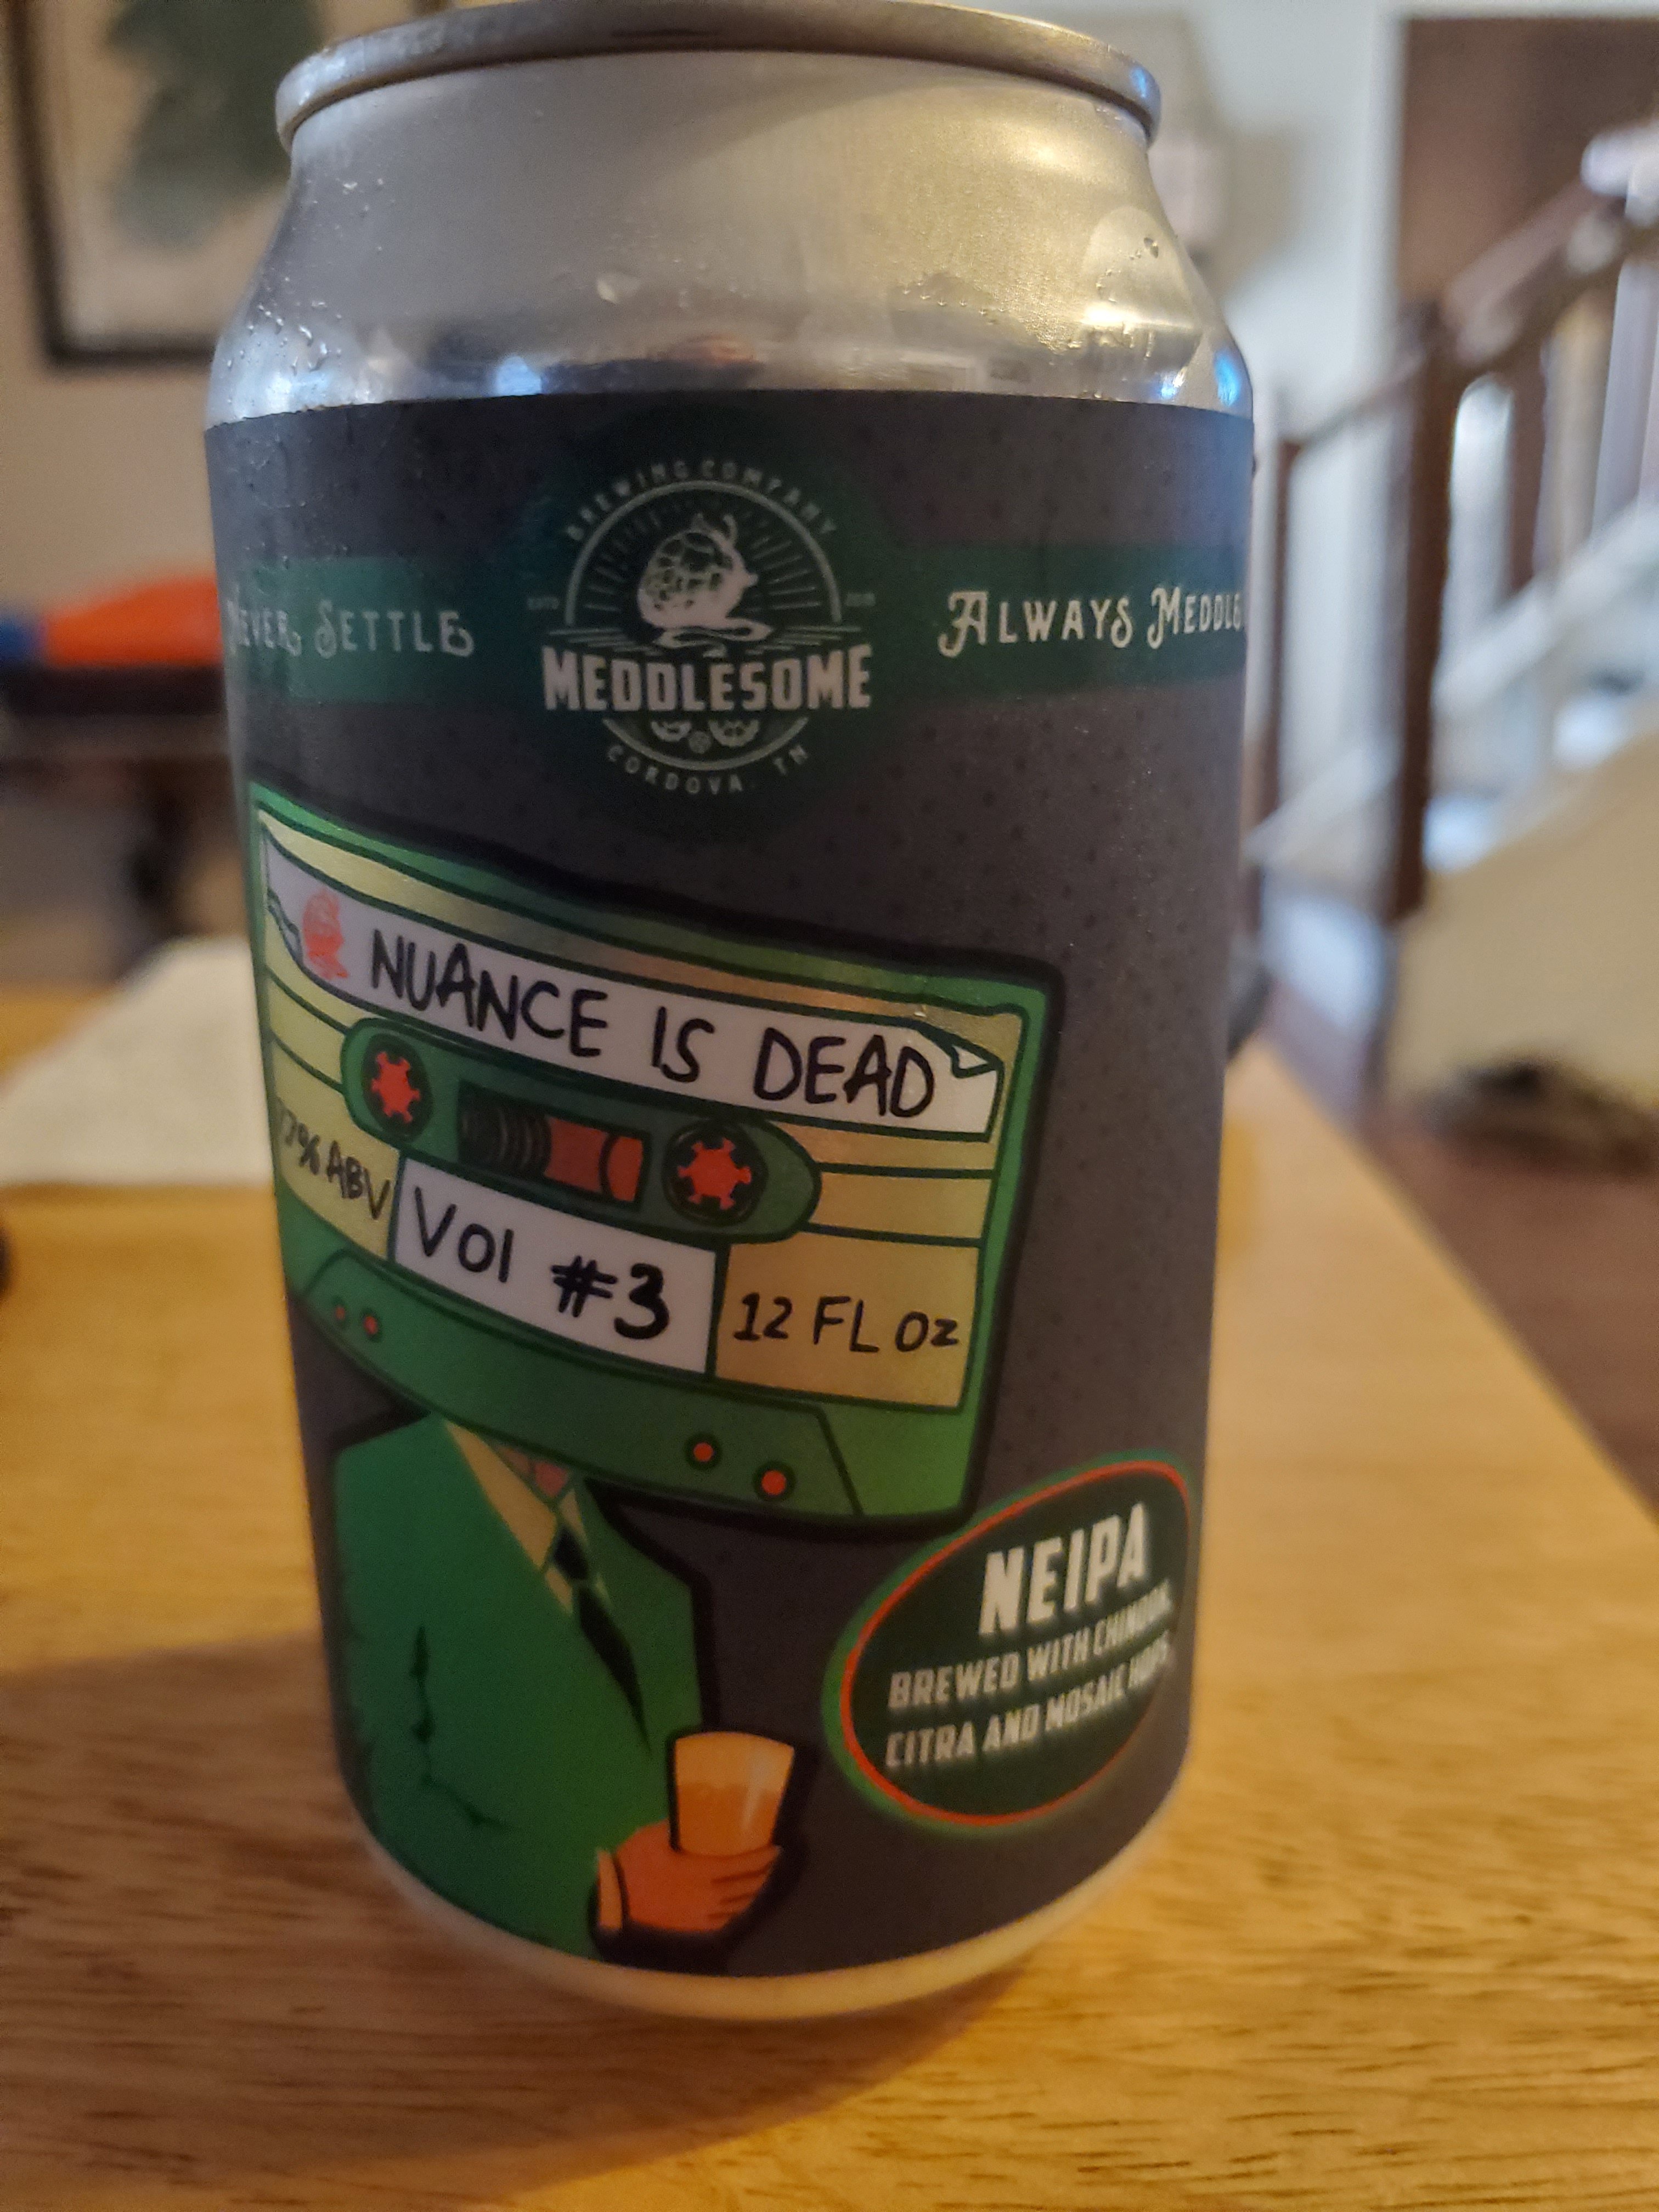 BREWING COMPANY
NEVER SETTLE
ALWAYS MEDDLE
MEDDLESOME
CORDOVA, TN
NUANCE IS DEAD
% ABV
VOl #3
12 FL OZ
NEIPA
BREWED WITH CHINOOK,
CITRA AND MOSAIC HOPS.